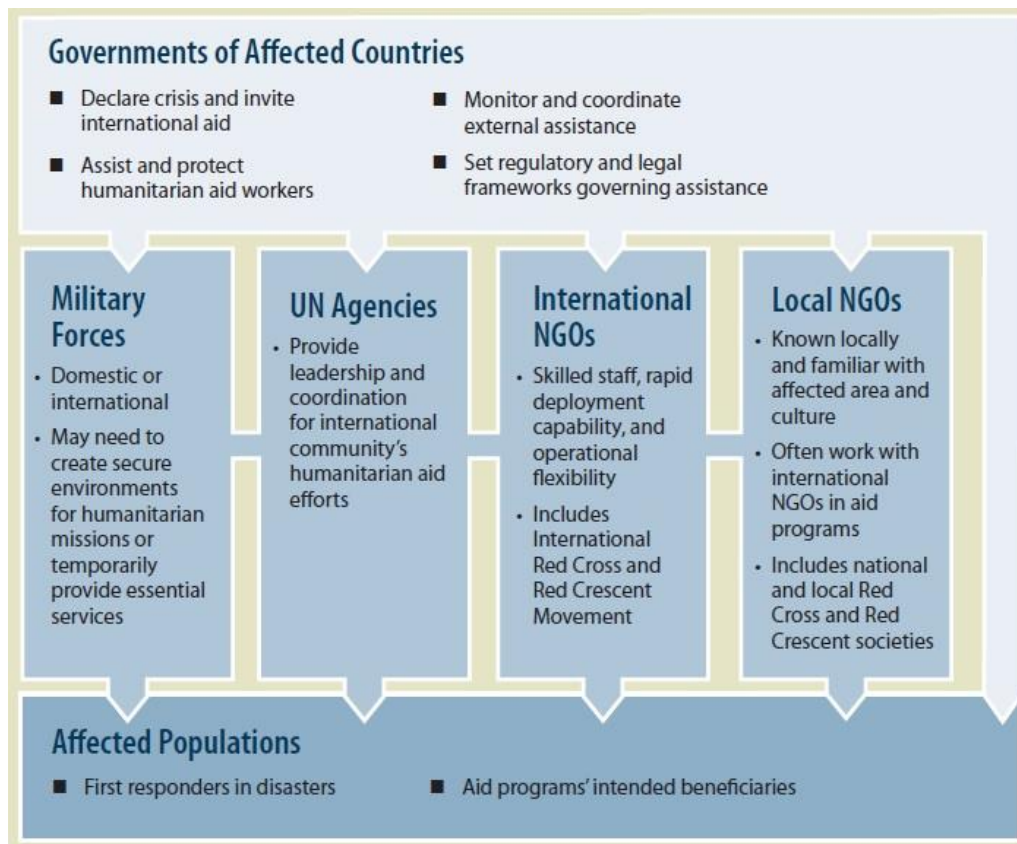 Governments of Affected Countries
■ Declare crisis and invite
international aid
■ Assist and protect
humanitarian aid workers
■ Monitor and coordinate
external assistance
■ Set regulatory and legal
frameworks governing assistance
Military
Forces
• Domestic or
international
• May need to
create secure
environments
for humanitarian
missions or
temporarily
provide essential
services
UN Agencies
• Provide
leadership and
coordination
for international
community’s
humanitarian aid
efforts
International
NGOs
• Skilled staff, rapid
deployment
capability, and
operational
flexibility
• Includes
International
Red Cross and
Red Crescent
Movement
Local NGOs
• Known locally
and familiar with
affected area and
culture
• Often work with
international
NGOs in aid
programs
• Includes national
and local Red
Cross and Red
Crescent societies
Affected Populations
■ First responders in disasters
■ Aid programs’ intended beneficiaries